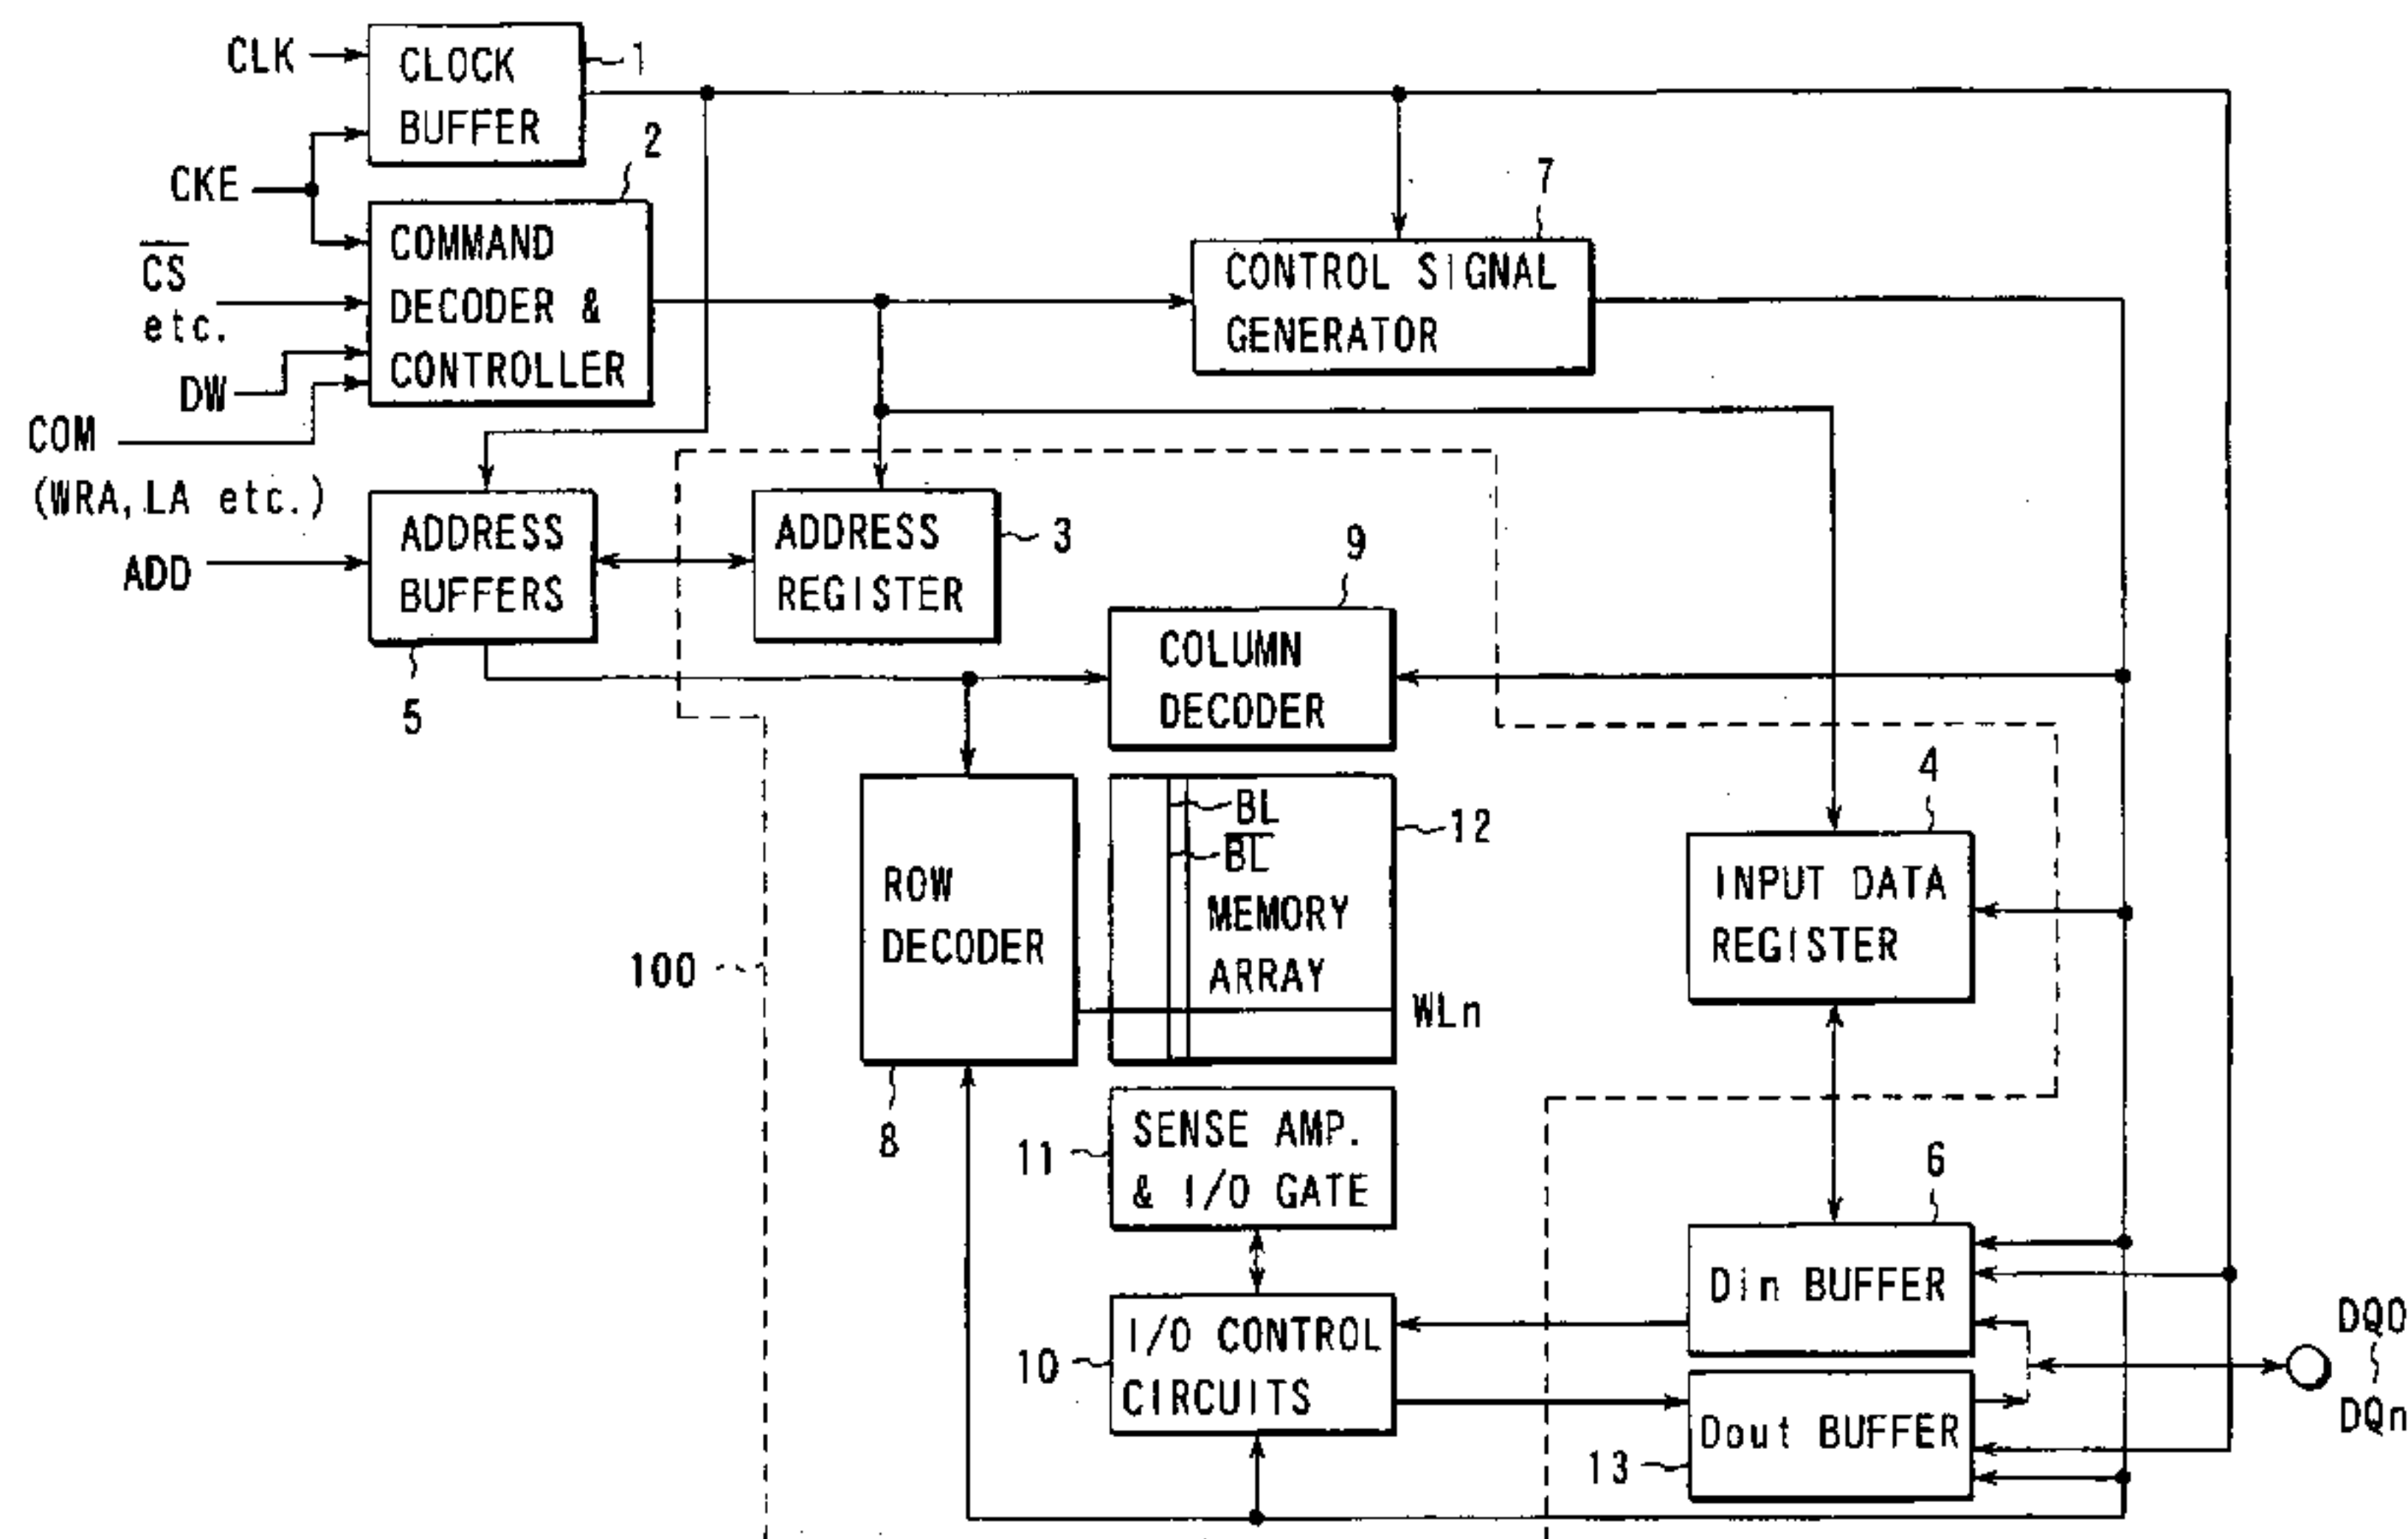 CLK
CLOCK
BUFFER
1
CKE
2
C̅S̅
etc.
COMMAND
DECODER &
CONTROLLER
DW
COM
(WRA, LA etc.)
7
CONTROL SIGNAL
GENERATOR
ADD
ADDRESS
BUFFERS
5
ADDRESS
REGISTER
3
9
COLUMN
DECODER
4
INPUT DATA
REGISTER
100
ROW
DECODER
8
BL
B̅L̅
MEMORY
ARRAY
12
WLn
11
SENSE AMP.
& I/O GATE
6
Din BUFFER
10
I/O CONTROL
CIRCUITS
Dout BUFFER
13
DQ0
DQn